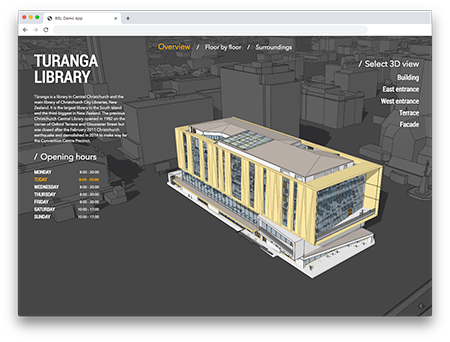 BSL Demo App
Overview / Floor by floor / Surroundings
TURANGA
LIBRARY
/ Select 3D view
Building
East entrance
West entrance
Terrace
Facade
Tūranga is a library in Central Christchurch and the
main library of Christchurch City Libraries, New
Zealand. It is the largest library in the South Island
and the third biggest in New Zealand. The previous
Christchurch Central Library opened in 1982 on the
corner of Oxford Terrace and Gloucester Street but
was closed after the February 2011 Christchurch
earthquake and demolished in 2014 to make way for
the Convention Centre Precinct.
/ Opening hours
MONDAY 8:00 - 20:00
TODAY 8:00 - 20:00
WEDNESDAY 8:00 - 20:00
THURSDAY 8:00 - 20:00
FRIDAY 8:00 - 20:00
SATURDAY 10:00 - 17:00
SUNDAY 10:00 - 17:00